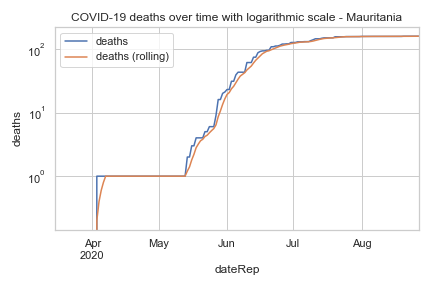 COVID-19 deaths over time with logarithmic scale - Mauritania
deaths
deaths (rolling)
deaths
10²
10¹
10⁰
Apr
2020
May
Jun
Jul
Aug
dateRep